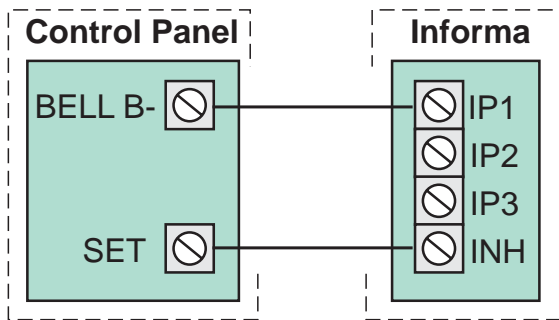 Control Panel
Informa
BELL B-
SET
IP1
IP2
IP3
INH